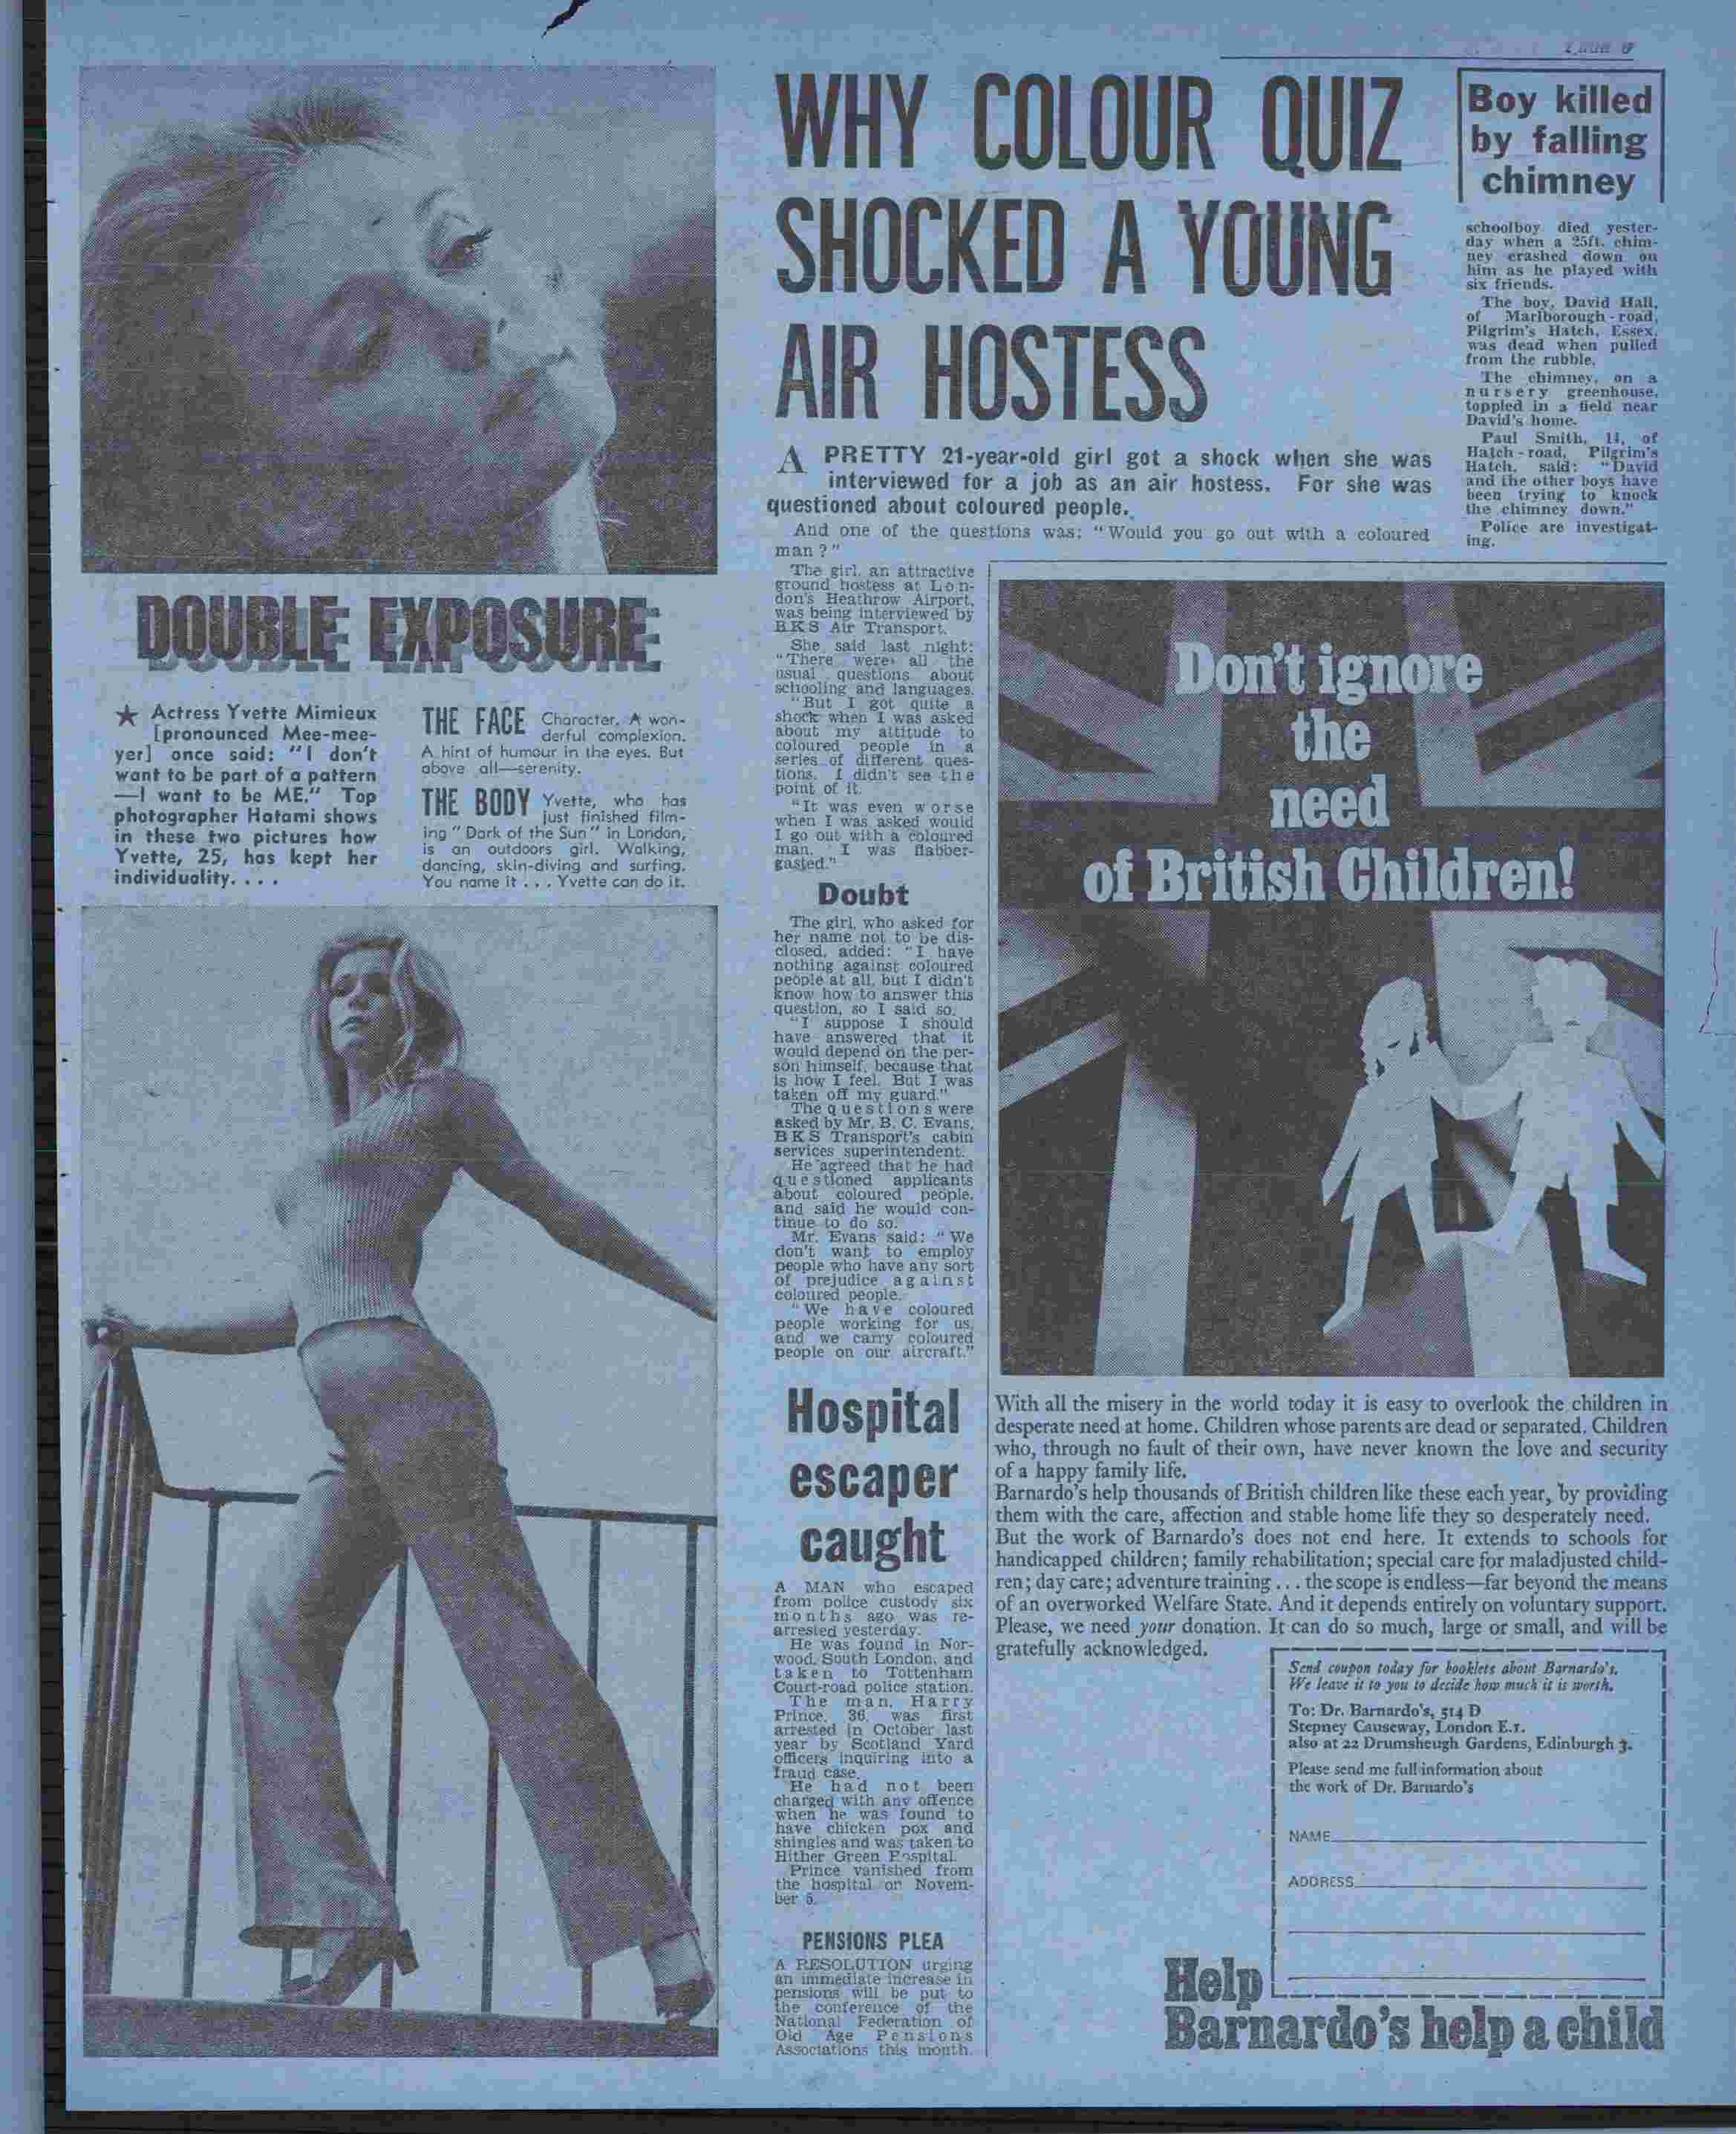 WHY COLOUR QUIZ
SHOCKED A YOUNG
AIR HOSTESS
A PRETTY 21-year-old girl got a shock when she was
interviewed for a job as an air hostess. For she was
questioned about coloured people.
And one of the questions was: "Would you go out with a coloured
man?"
The girl, an attractive
ground hostess at Lon-
don's Heathrow Airport,
was being interviewed by
BKS Air Transport.
She said last night:
"There were all the
usual questions about
schooling and languages.
"But I got quite a
shock when I was asked
about my attitude to
coloured people in a
series of different ques-
tions. I didn't see the
point of it.
"It was even worse
when I was asked would
I go out with a coloured
man. I was flabber-
gasted."
Doubt
The girl, who asked for
her name not to be dis-
closed, added: "I have
nothing against coloured
people at all, but I didn't
know how to answer this
question, so I said so.
"I suppose I should
have answered that it
would depend on the per-
son himself, because that
is how I feel. But I was
taken off my guard."
The questions were
asked by Mr. B. C. Evans,
BKS Transport's cabin
services superintendent.
He agreed that he had
questioned applicants
about coloured people,
and said he would con-
tinue to do so.
Mr. Evans said: "We
don't want to employ
people who have any sort
of prejudice against
coloured people.
"We have coloured
people working for us,
and we carry coloured
people on our aircraft."
Hospital
escaper
caught
A MAN who escaped
from police custody six
months ago was re-
arrested yesterday.
He was found in Nor-
wood, South London, and
taken to Tottenham
Court-road police station.
The man, Harry
Prince, 36, was first
arrested in October last
year by Scotland Yard
officers inquiring into a
fraud case.
He had not been
charged with any offence
when he was found to
have chicken pox and
shingles and was taken to
Hither Green Hospital.
Prince vanished from
the hospital on Novem-
ber 5.
PENSIONS PLEA
A RESOLUTION urging
an immediate increase in
pensions will be put to
the conference of the
National Federation of
Old Age Pensions
Associations this month.
Boy killed
by falling
chimney
schoolboy died yester-
day when a 25ft. chim-
ney crashed down on
him as he played with
six friends.
The boy, David Hall,
of Marlborough-road,
Pilgrim's Hatch, Essex,
was dead when pulled
from the rubble.
The chimney, on a
nursery greenhouse,
toppled in a field near
David's home.
Paul Smith, 11, of
Hatch-road, Pilgrim's
Hatch, said: "David
and the other boys have
been trying to knock
the chimney down."
Police are investigat-
ing.
DOUBLE EXPOSURE
★ Actress Yvette Mimieux
[pronounced Mee-mee-
yer] once said: "I don't
want to be part of a pattern
—I want to be ME." Top
photographer Hatami shows
in these two pictures how
Yvette, 25, has kept her
individuality. . . .
THE FACE Character. A won-
derful complexion.
A hint of humour in the eyes. But
above all—serenity.
THE BODY Yvette, who has
just finished film-
ing "Dark of the Sun" in London,
is an outdoors girl. Walking,
dancing, skin-diving and surfing.
You name it . . . Yvette can do it.
Don't ignore
the
need
of British Children!
With all the misery in the world today it is easy to overlook the children in
desperate need at home. Children whose parents are dead or separated. Children
who, through no fault of their own, have never known the love and security
of a happy family life.
Barnardo's help thousands of British children like these each year, by providing
them with the care, affection and stable home life they so desperately need.
But the work of Barnardo's does not end here. It extends to schools for
handicapped children; family rehabilitation; special care for maladjusted child-
ren; day care; adventure training . . . the scope is endless—far beyond the means
of an overworked Welfare State. And it depends entirely on voluntary support.
Please, we need your donation. It can do so much, large or small, and will be
gratefully acknowledged.
Send coupon today for booklets about Barnardo's.
We leave it to you to decide how much it is worth.
To: Dr. Barnardo's, 514 D
Stepney Causeway, London E.1.
also at 22 Drumsheugh Gardens, Edinburgh 3.
Please send me full information about
the work of Dr. Barnardo's
NAME
ADDRESS
Help
Barnardo's help a child